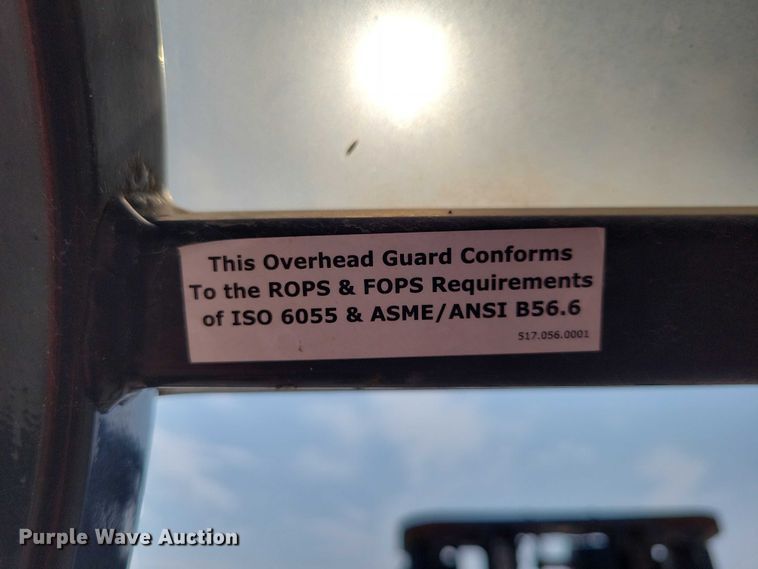 This Overhead Guard Conforms
To the ROPS & FOPS Requirements
of ISO 6055 & ASME/ANSI B56.6
517.056.0001
Purple Wave Auction